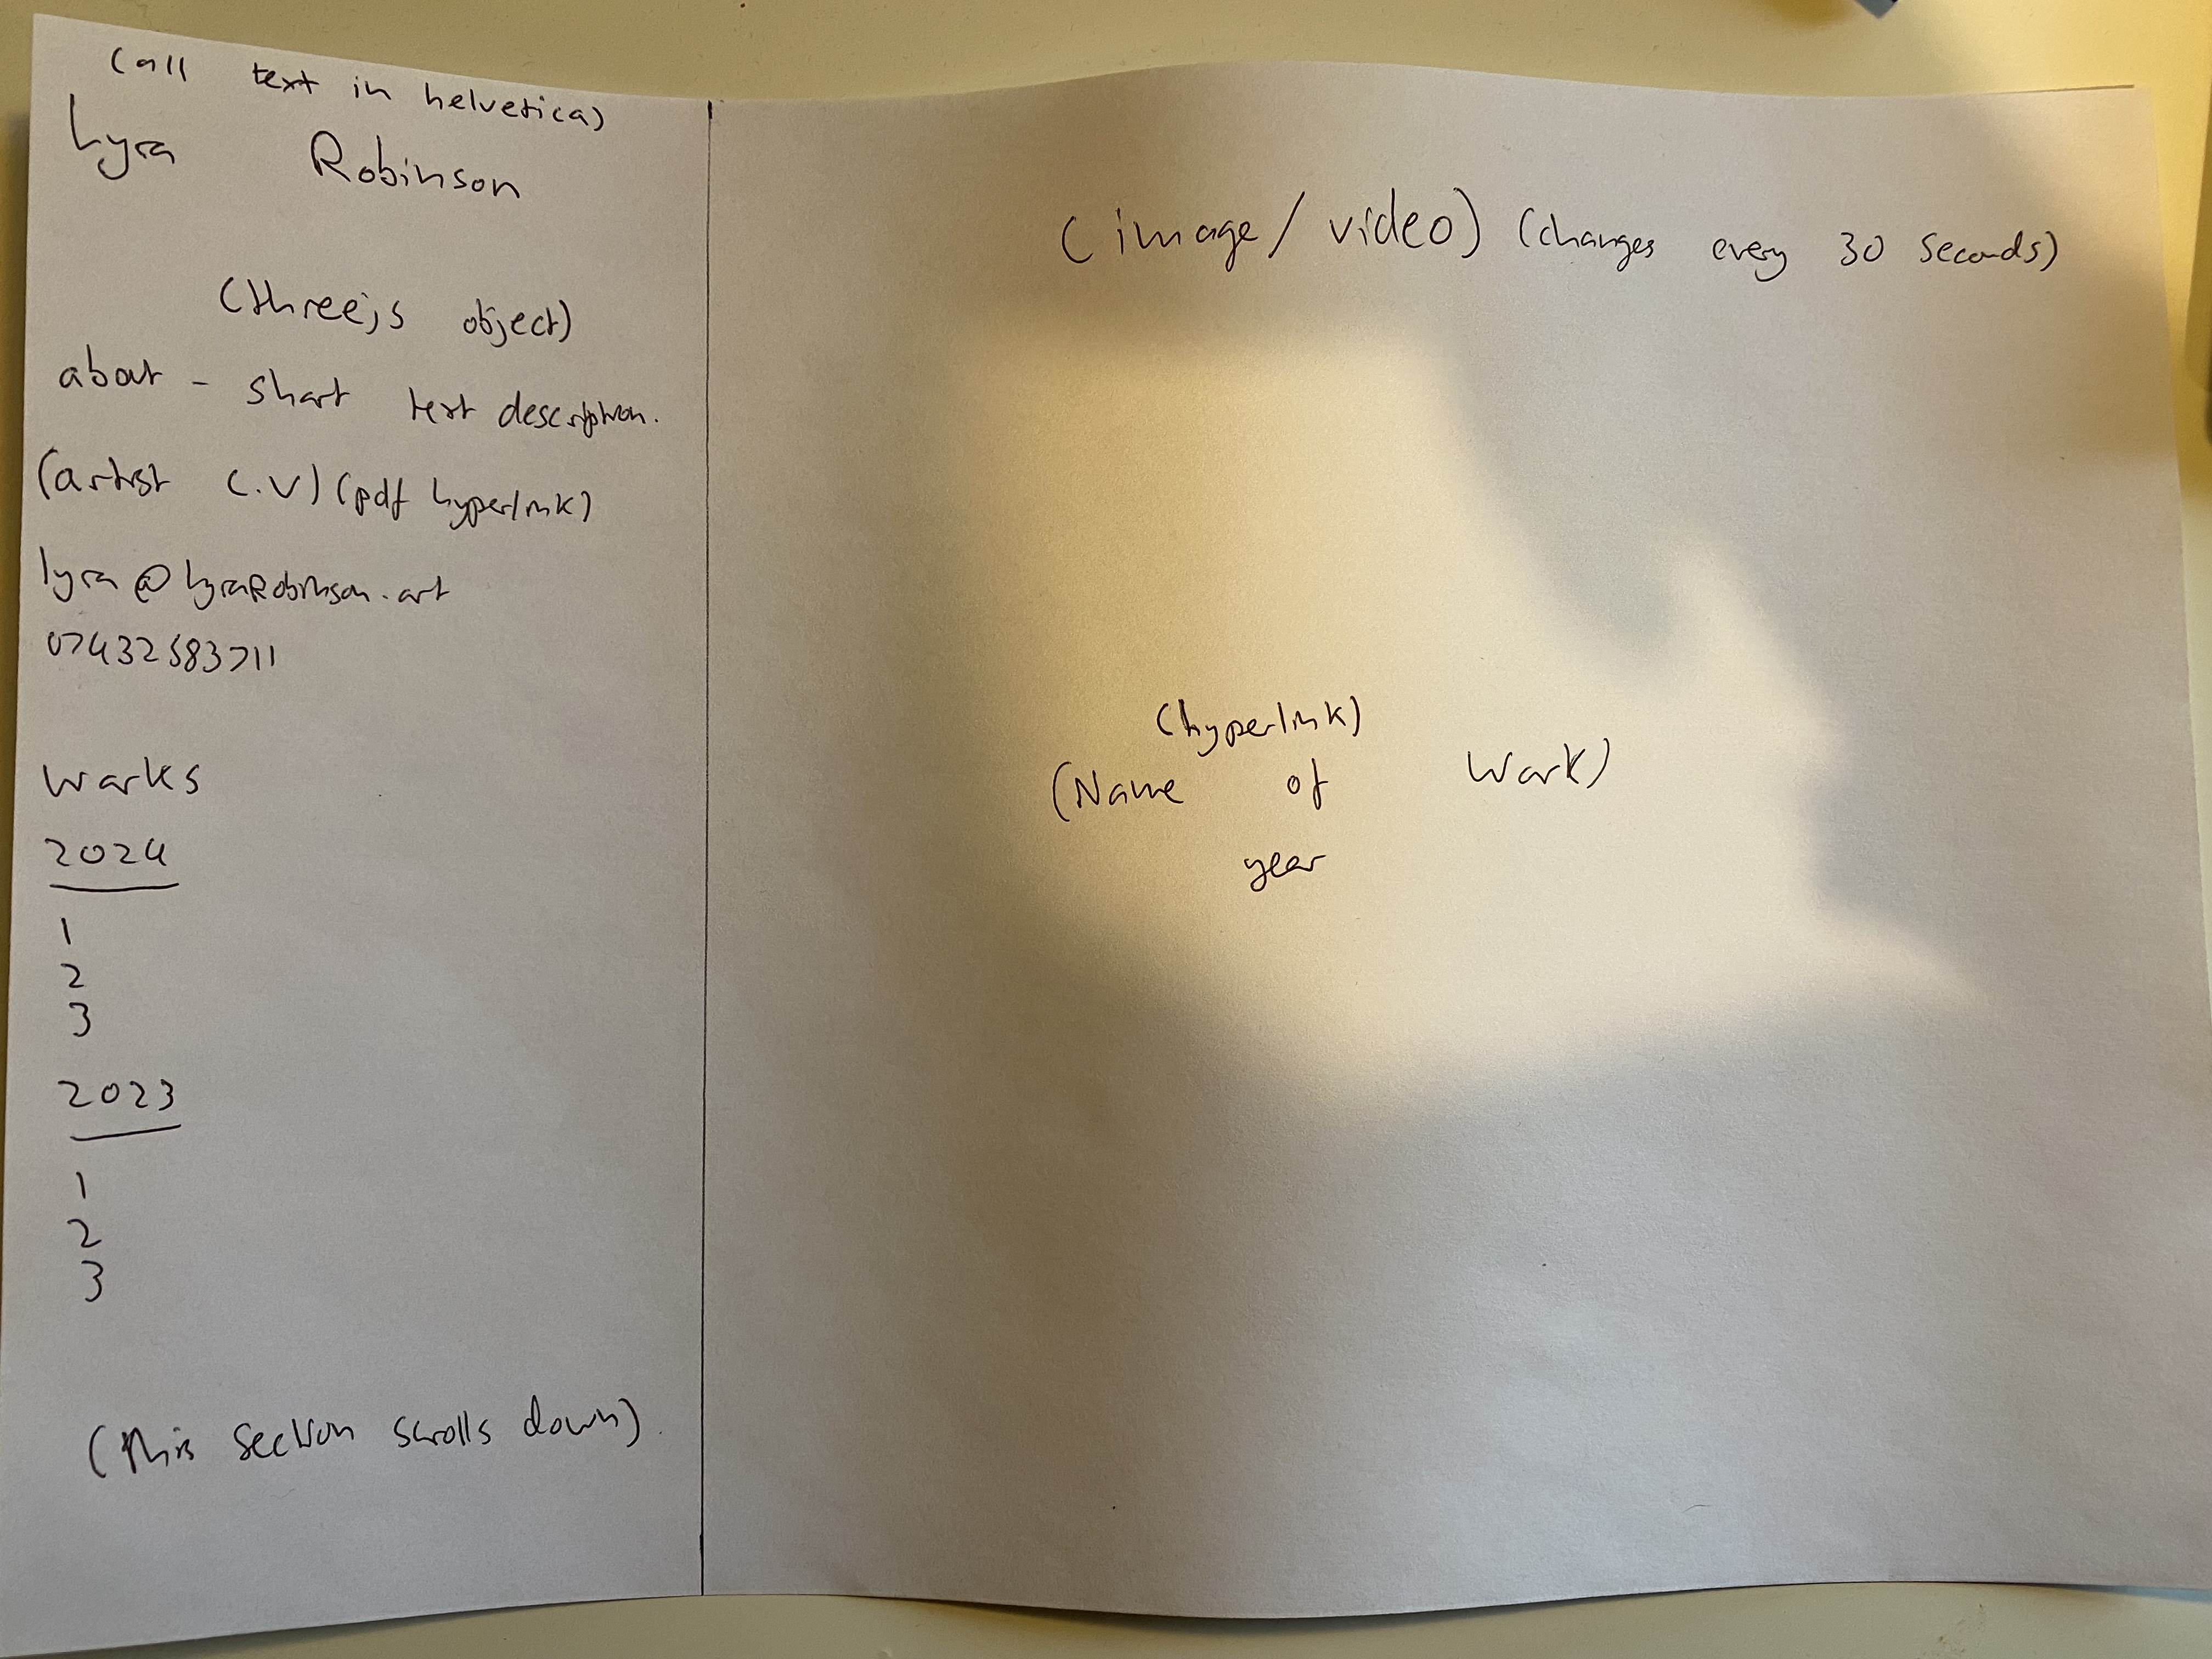 (all text in helvetica)
Lyra Robinson
(threejs object)
about - short text description.
(artist C.V) (pdf hyperlink)
lyra@lyraRobinson.art
07432583711
Works
2024
1
2
3
2023
1
2
3
(this section scrolls down)
(image/video) (changes every 30 seconds)
(hyperlink)
(Name of Work)
year